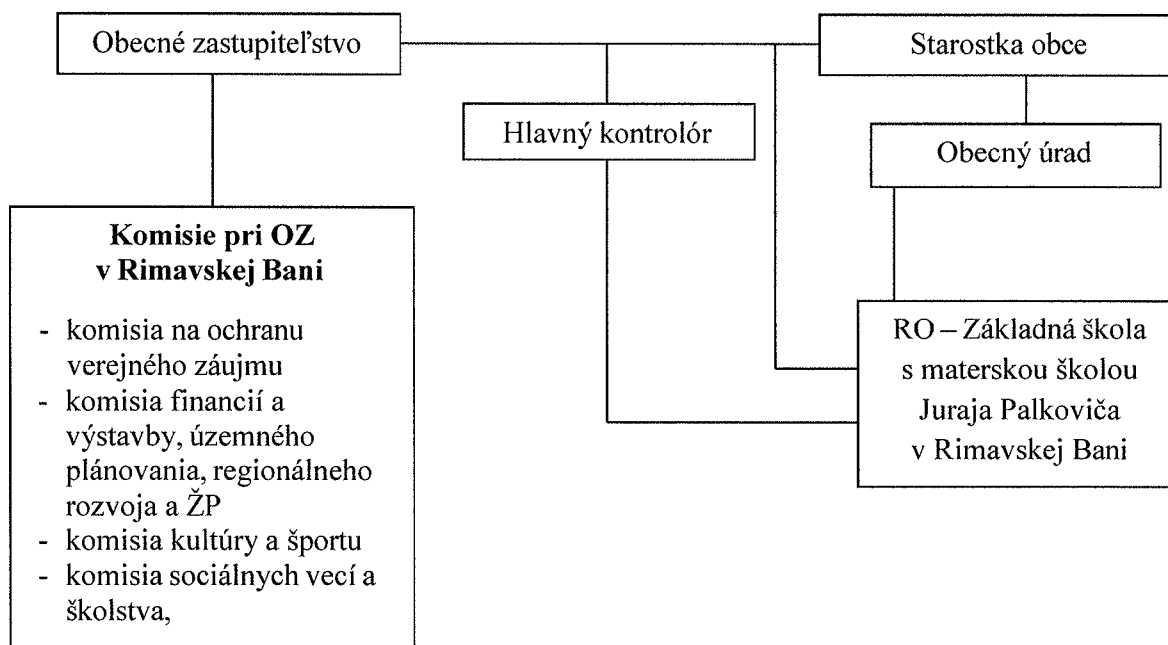 Obecné zastupiteľstvo
Starostka obce
Hlavný kontrolór
Obecný úrad
Komisie pri OZ
v Rimavskej Bani
- komisia na ochranu
verejného záujmu
- komisia financií a
výstavby, územného
plánovania, regionálneho
rozvoja a ŽP
- komisia kultúry a športu
- komisia sociálnych vecí a
školstva,
RO – Základná škola
s materskou školou
Juraja Palkoviča
v Rimavskej Bani